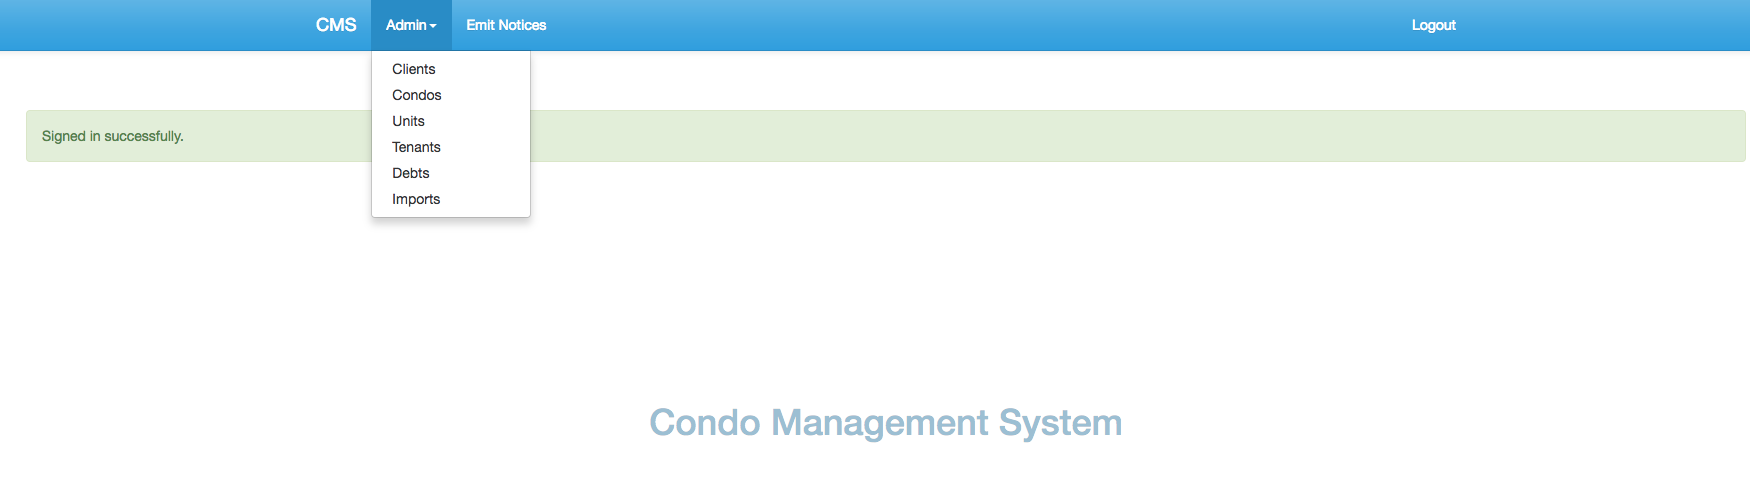 CMS Admin Emit Notices Logout
Clients
Condos
Units
Tenants
Debts
Imports
Signed in successfully.
Condo Management System